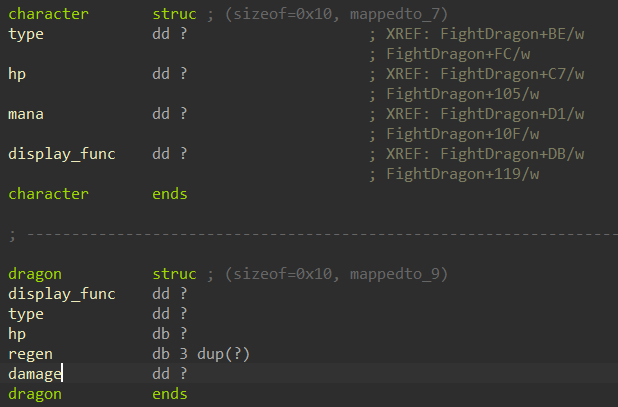 character struc ; (sizeof=0x10, mappedto_7)
type dd ? ; XREF: FightDragon+BE/w
; FightDragon+FC/w
hp dd ? ; XREF: FightDragon+C7/w
; FightDragon+105/w
mana dd ? ; XREF: FightDragon+D1/w
; FightDragon+10F/w
display_func dd ? ; XREF: FightDragon+DB/w
; FightDragon+119/w
character ends
; ---------------------------------------------------------------
dragon struc ; (sizeof=0x10, mappedto_9)
display_func dd ?
type dd ?
hp db ?
regen db 3 dup(?)
damage dd ?
dragon ends